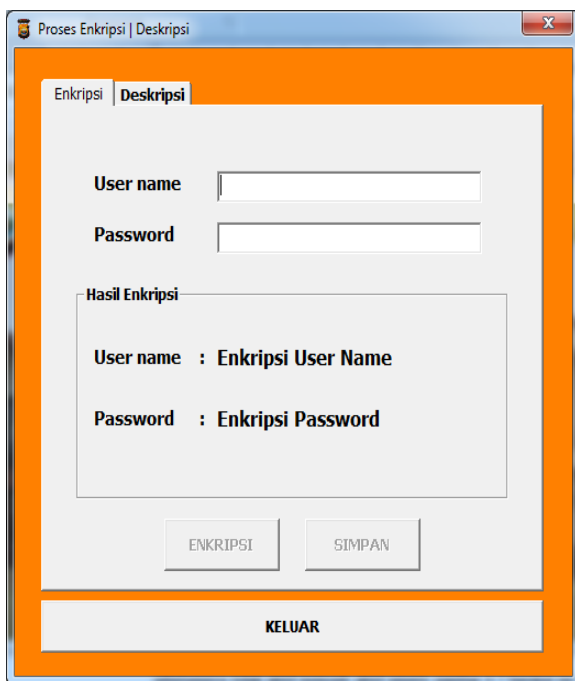 Proses Enkripsi | Deskripsi
Enkripsi Deskripsi
User name
Password
Hasil Enkripsi
User name : Enkripsi User Name
Password : Enkripsi Password
ENKRIPSI SIMPAN
KELUAR